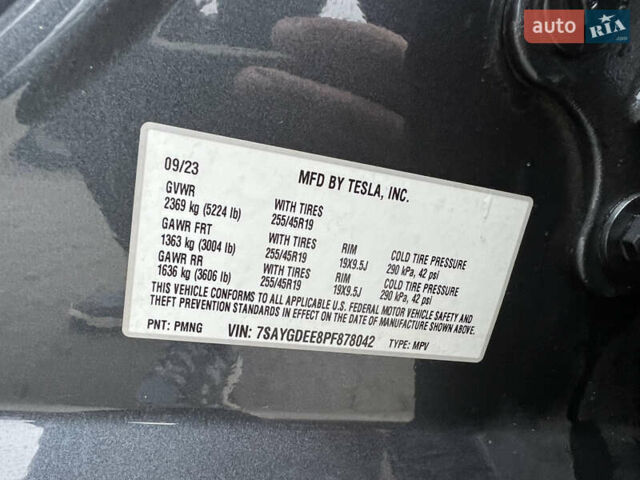 auto RIA.com
09/23 MFD BY TESLA, INC.
GVWR
2369 kg (5224 lb) WITH TIRES 255/45R19
GAWR FRT
1363 kg (3004 lb) WITH TIRES 255/45R19 RIM 19X9.5J COLD TIRE PRESSURE 290 kPa, 42 psi
GAWR RR
1636 kg (3606 lb) WITH TIRES 255/45R19 RIM 19X9.5J COLD TIRE PRESSURE 290 kPa, 42 psi
THIS VEHICLE CONFORMS TO ALL APPLICABLE U.S. FEDERAL MOTOR VEHICLE SAFETY AND
THEFT PREVENTION STANDARDS IN EFFECT ON THE DATE OF MANUFACTURE SHOWN ABOVE.
PNT: PMNG VIN: 7SAYGDEE8PF878042 TYPE: MPV